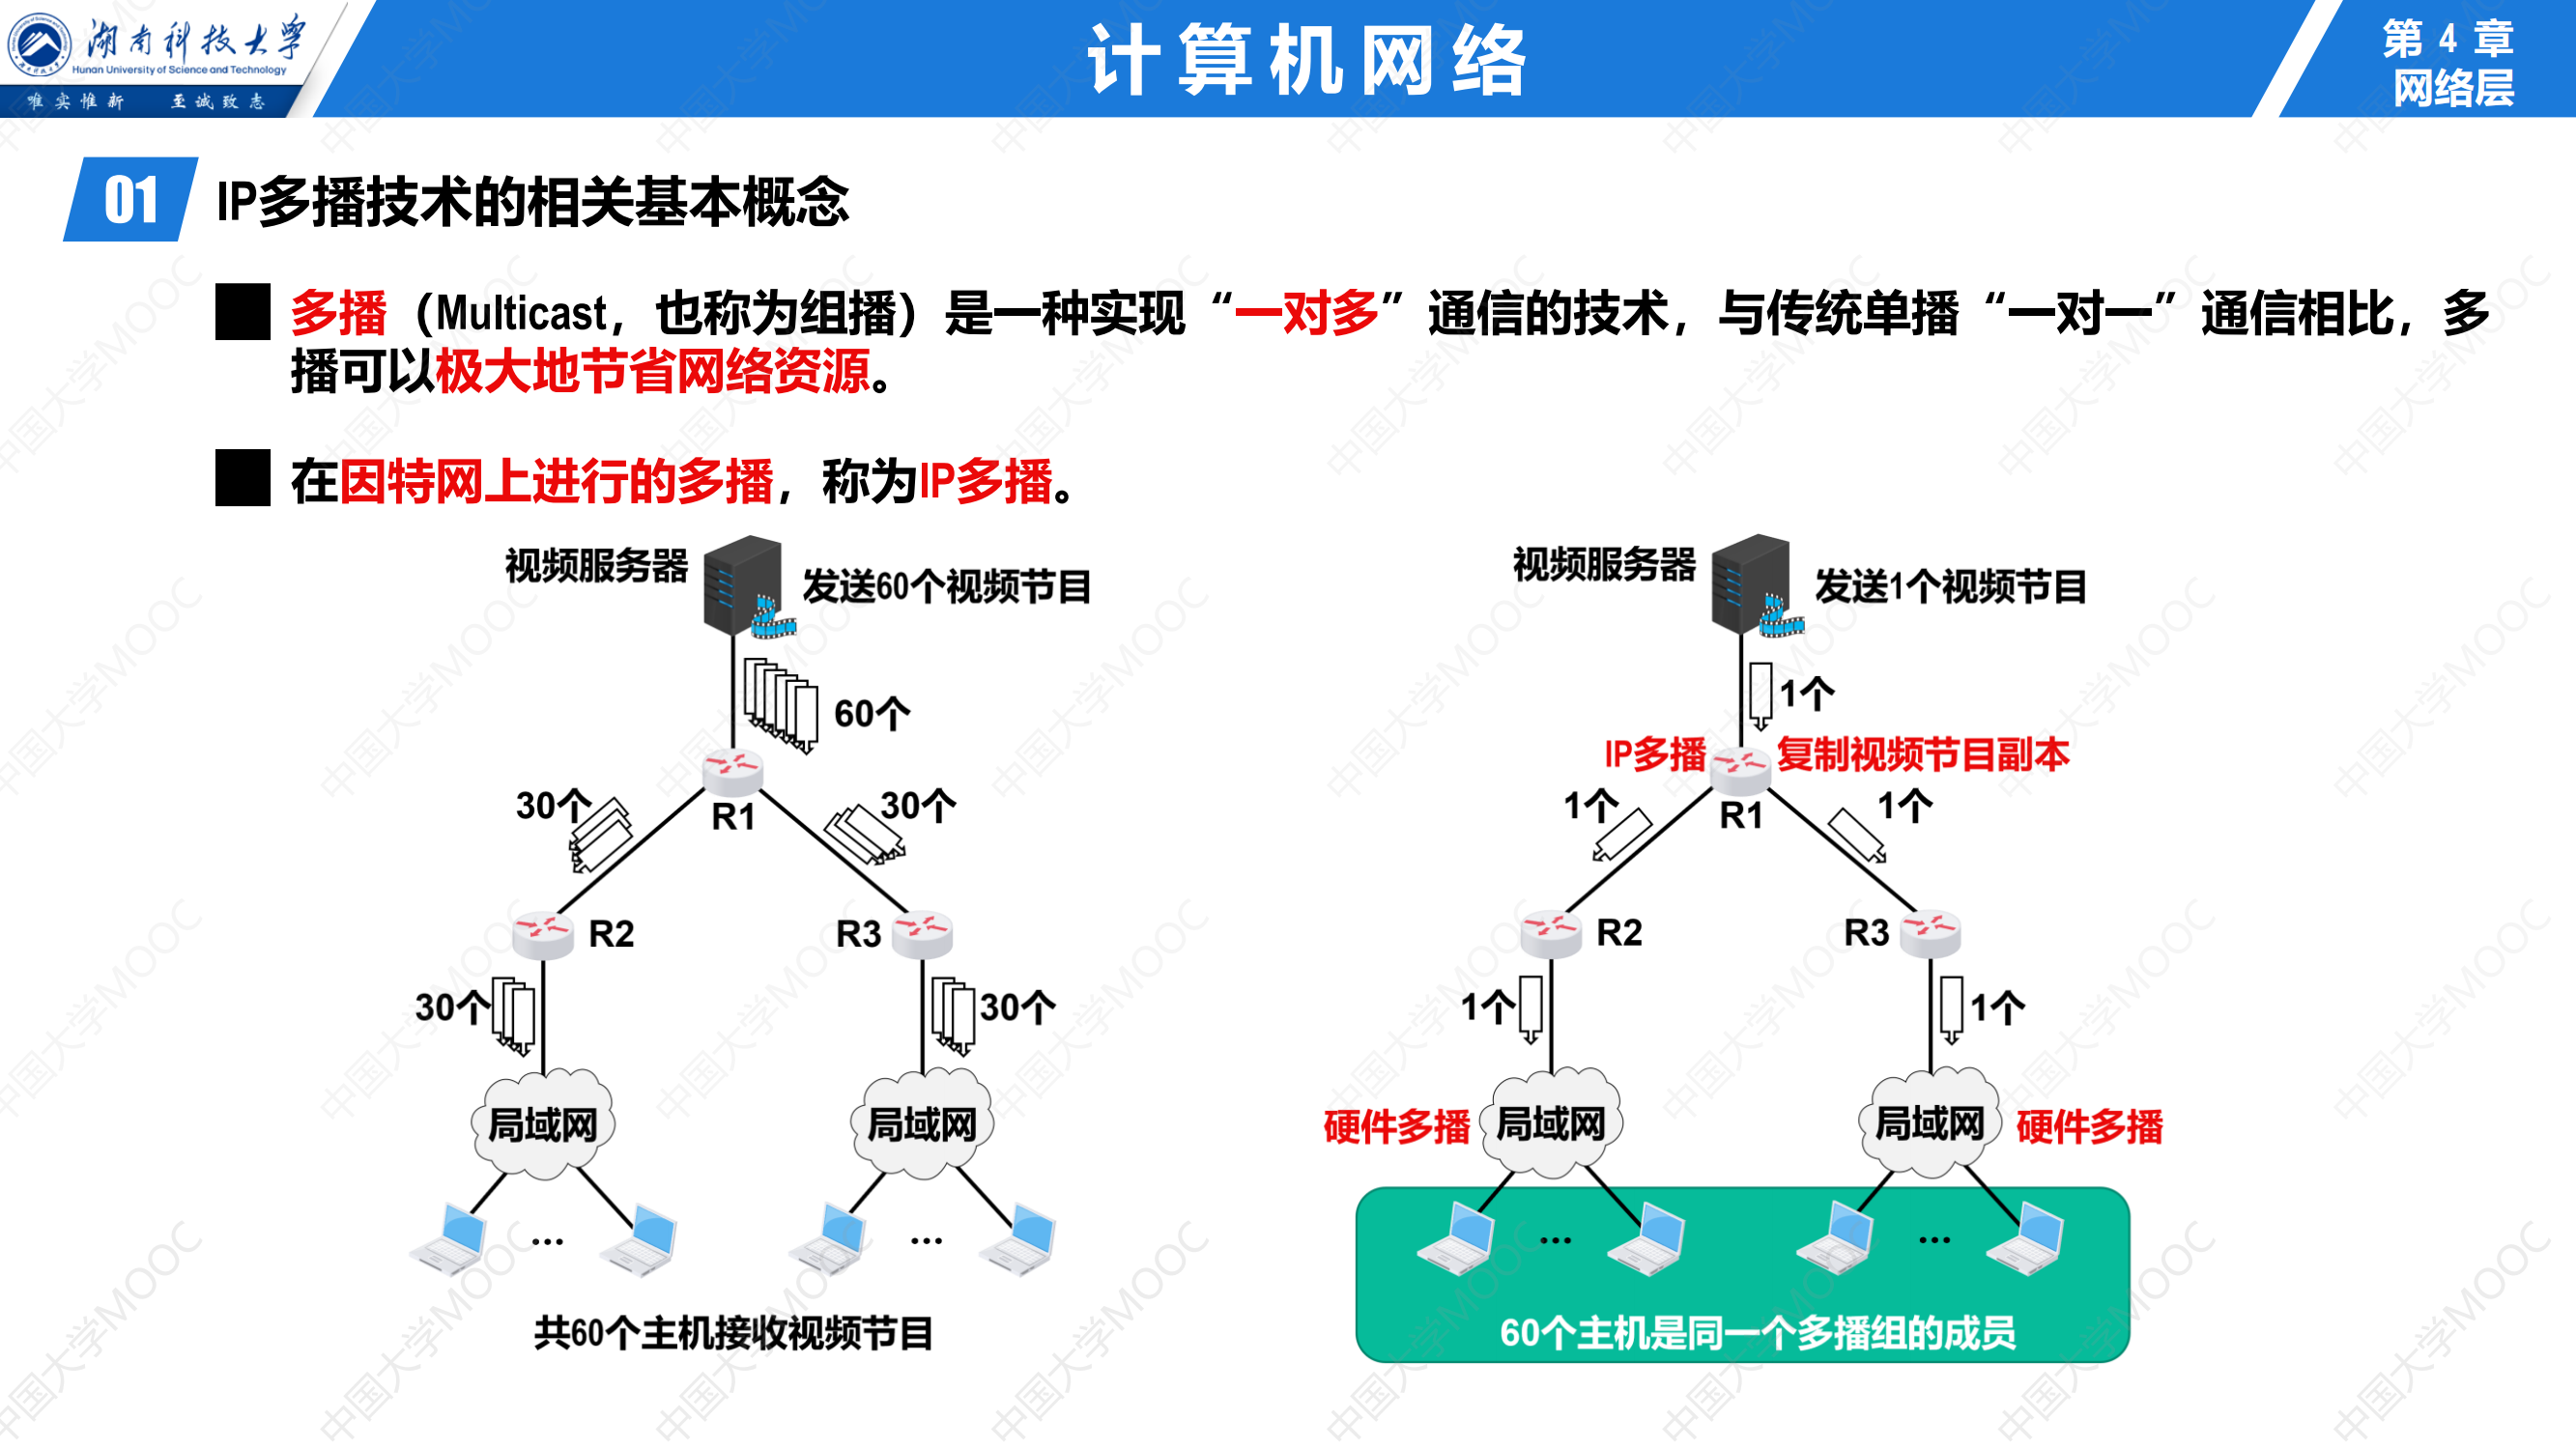 湖南科技大学
Hunan University of Science and Technology
唯实惟新 至诚致志
计算机网络
第 4 章
网络层
01
IP多播技术的相关基本概念
多播（Multicast，也称为组播）是一种实现“一对多”通信的技术，与传统单播“一对一”通信相比，多
播可以极大地节省网络资源。
在因特网上进行的多播，称为IP多播。
视频服务器
发送60个视频节目
60个
R1
30个
30个
R2
R3
30个
30个
局域网
局域网
...
...
共60个主机接收视频节目
视频服务器
发送1个视频节目
1个
IP多播
复制视频节目副本
R1
1个
1个
R2
R3
1个
1个
硬件多播
局域网
局域网
硬件多播
...
...
60个主机是同一个多播组的成员
中国大学MOOC